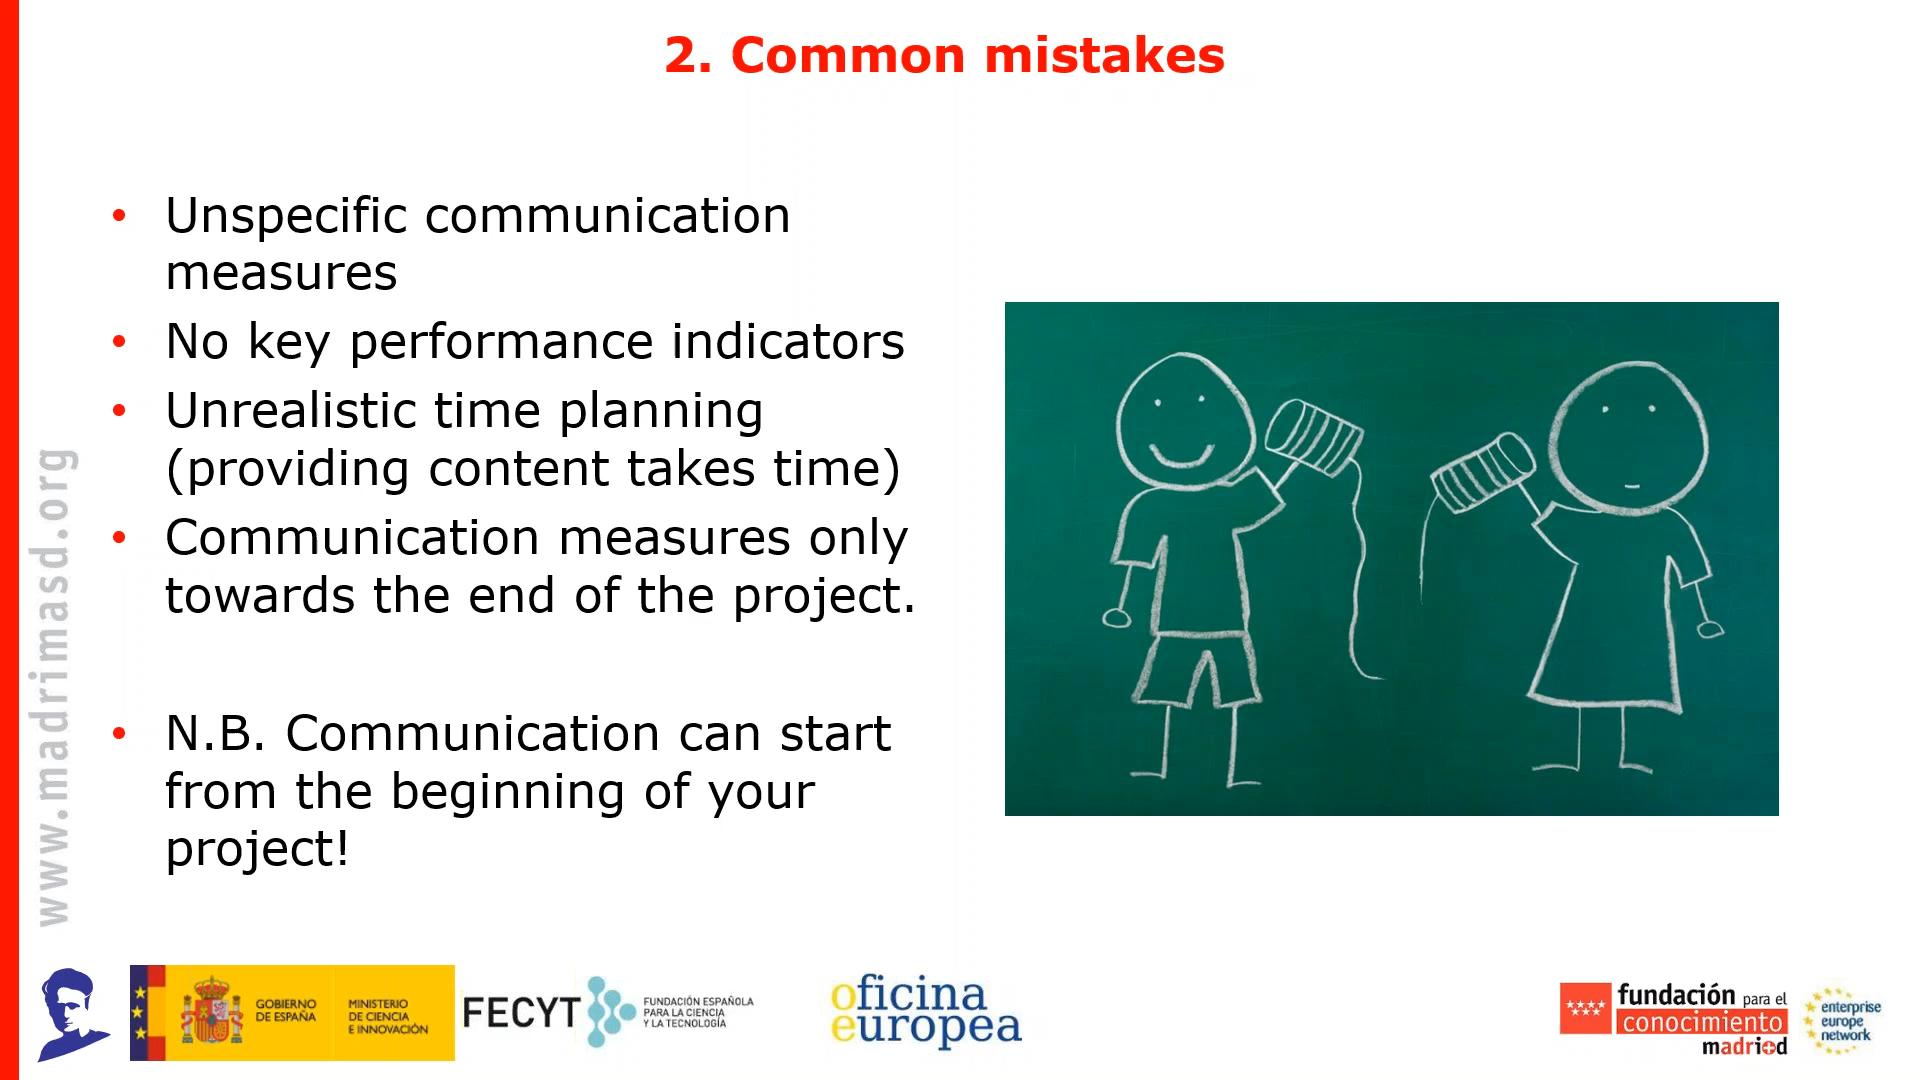 2. Common mistakes
• Unspecific communication
measures
• No key performance indicators
• Unrealistic time planning
(providing content takes time)
• Communication measures only
towards the end of the project.
• N.B. Communication can start
from the beginning of your
project!
www.madrimasd.org
GOBIERNO
DE ESPAÑA
MINISTERIO
DE CIENCIA
E INNOVACIÓN
FECYT
FUNDACIÓN ESPAÑOLA
PARA LA CIENCIA
Y LA TECNOLOGÍA
oficina
europea
fundación para el
conocimiento
madri+d
enterprise
europe
network